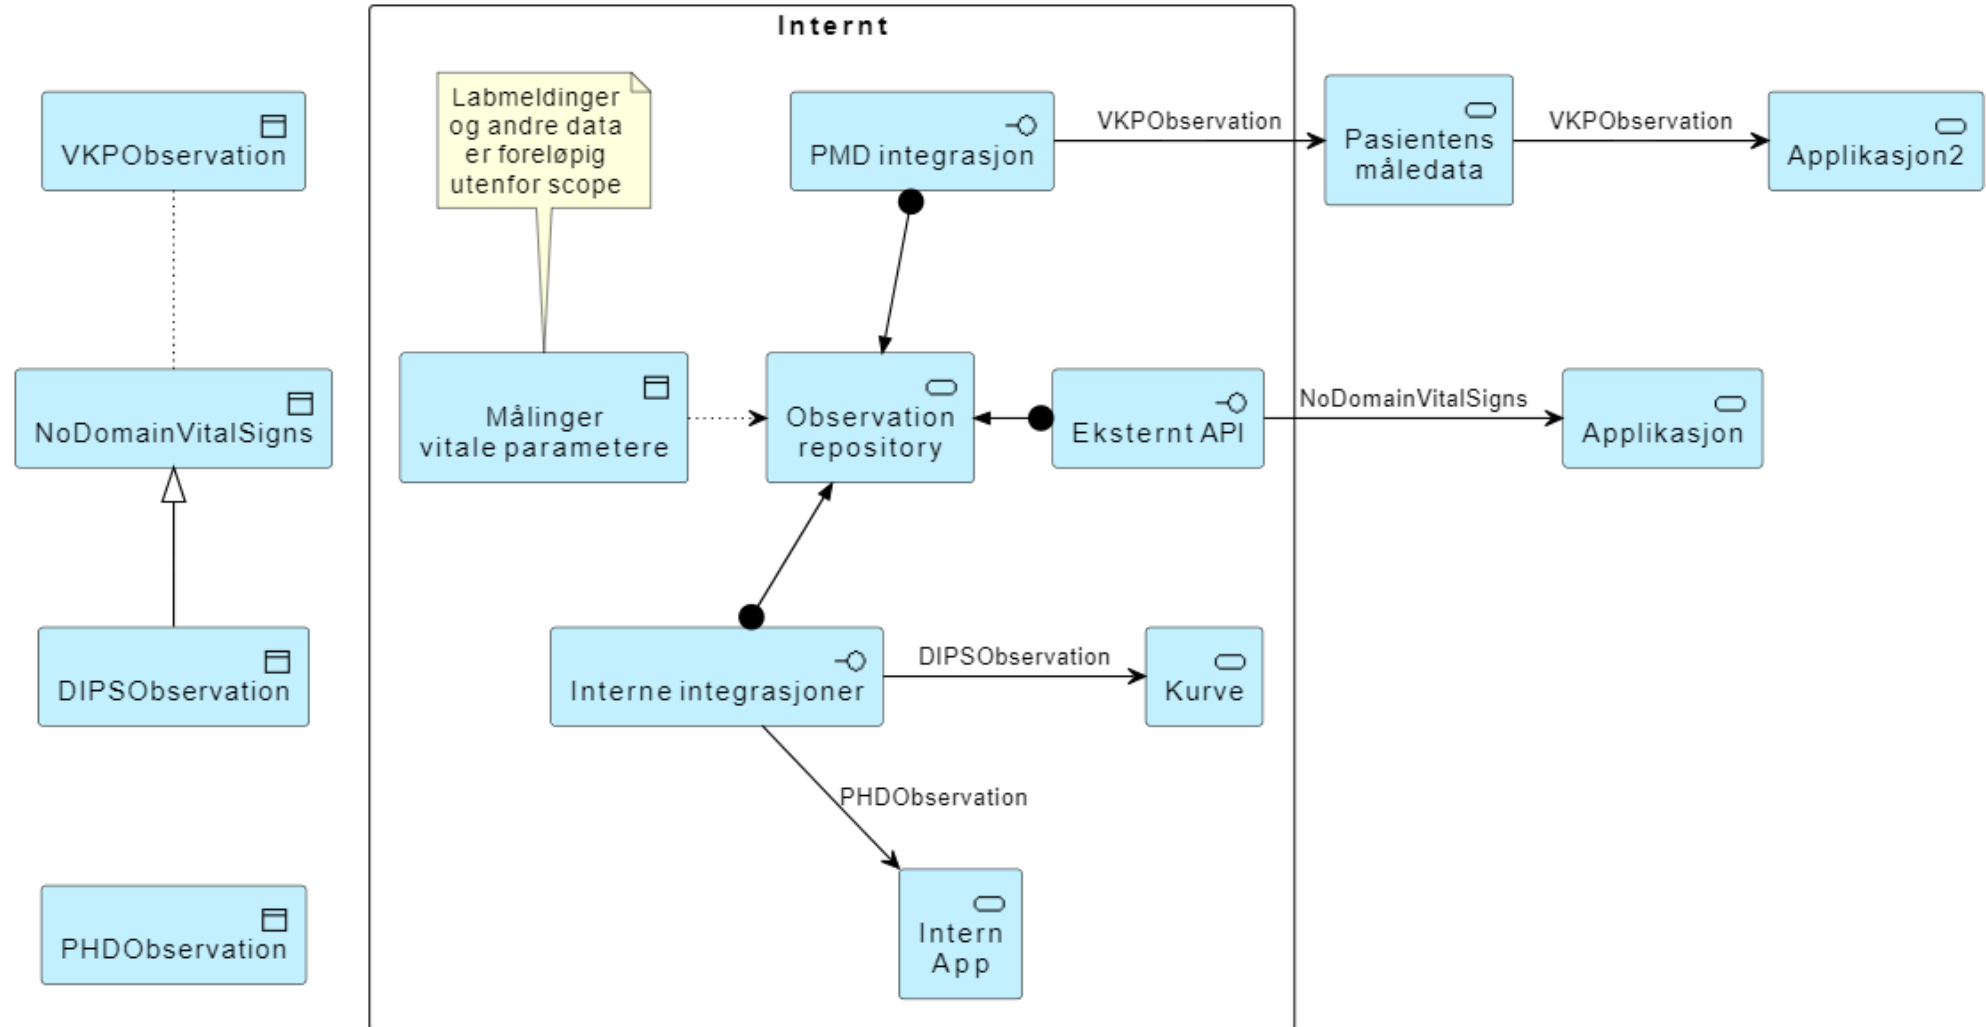 Internt
VKPObservation
Labmeldinger
og andre data
er foreløpig
utenfor scope
PMD integrasjon
VKPObservation
Pasientens
måledata
VKPObservation
Applikasjon2
NoDomainVitalSigns
Målinger
vitale parametere
Observation
repository
Eksternt API
NoDomainVitalSigns
Applikasjon
DIPSObservation
Interne integrasjoner
DIPSObservation
Kurve
PHDObservation
PHDObservation
Intern
App